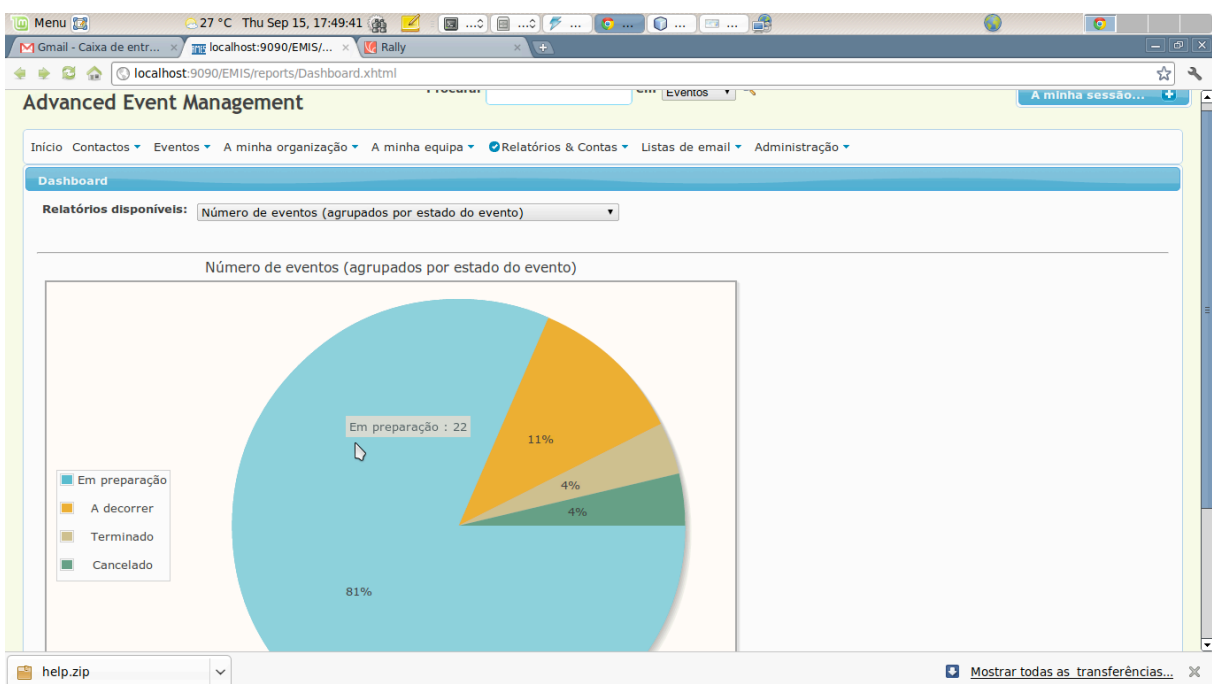 Menu 27 °C Thu Sep 15, 17:49:41 ...: ...: ... ... ... ...
Gmail - Caixa de entr... localhost:9090/EMIS/... Rally
localhost:9090/EMIS/reports/Dashboard.xhtml
Advanced Event Management Procurar em Eventos A minha sessão...
Início Contactos Eventos A minha organização A minha equipa Relatórios & Contas Listas de email Administração
Dashboard
Relatórios disponíveis: Número de eventos (agrupados por estado do evento)
Número de eventos (agrupados por estado do evento)
Em preparação : 22
11%
Em preparação
4%
A decorrer
4%
Terminado
Cancelado
81%
help.zip Mostrar todas as transferências...